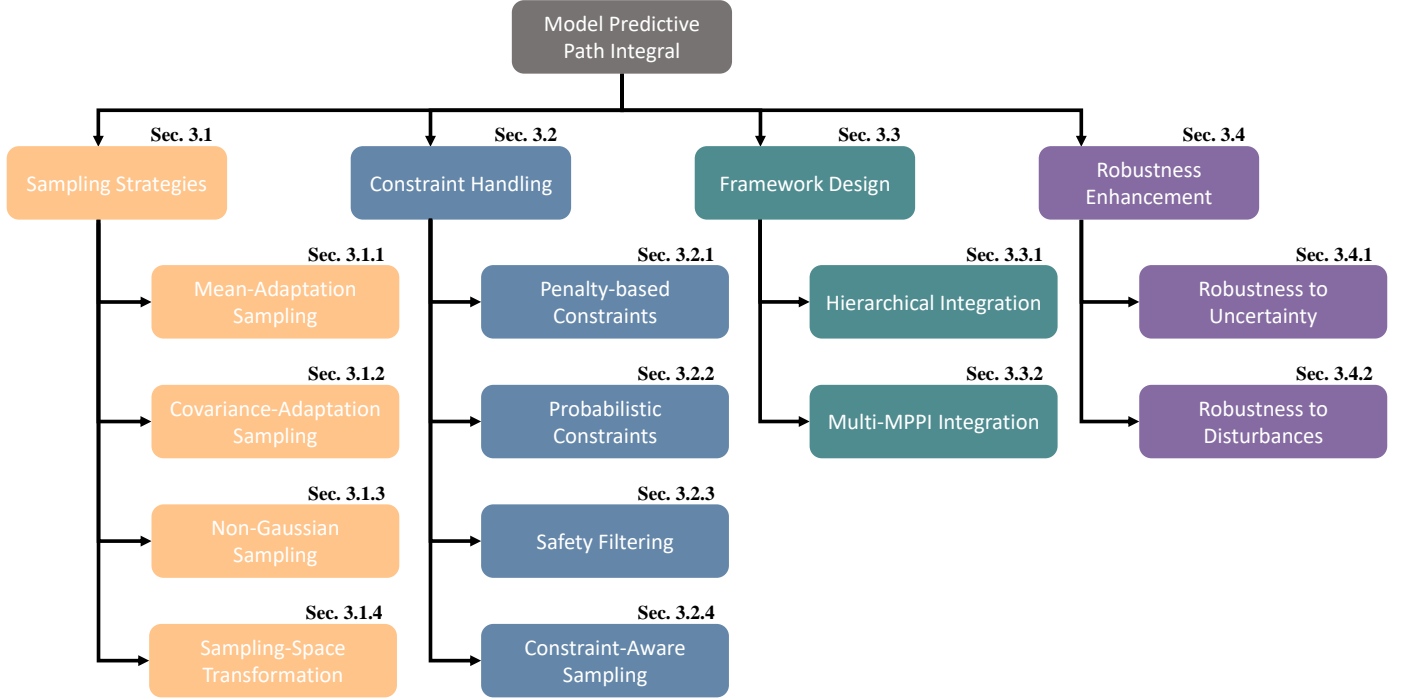 Model Predictive
Path Integral
Sec. 3.1
Sampling Strategies
Sec. 3.1.1
Mean-Adaptation
Sampling
Sec. 3.1.2
Covariance-Adaptation
Sampling
Sec. 3.1.3
Non-Gaussian
Sampling
Sec. 3.1.4
Sampling-Space
Transformation
Sec. 3.2
Constraint Handling
Sec. 3.2.1
Penalty-based
Constraints
Sec. 3.2.2
Probabilistic
Constraints
Sec. 3.2.3
Safety Filtering
Sec. 3.2.4
Constraint-Aware
Sampling
Sec. 3.3
Framework Design
Sec. 3.3.1
Hierarchical Integration
Sec. 3.3.2
Multi-MPPI Integration
Sec. 3.4
Robustness
Enhancement
Sec. 3.4.1
Robustness to
Uncertainty
Sec. 3.4.2
Robustness to
Disturbances